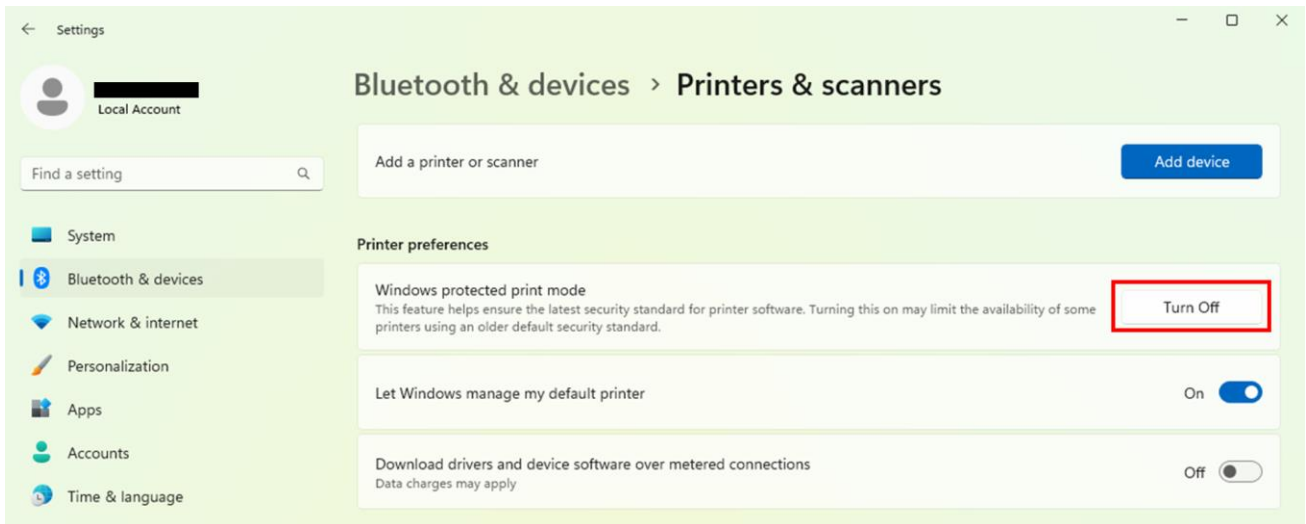 Settings
Local Account
Find a setting
System
Bluetooth & devices
Network & internet
Personalization
Apps
Accounts
Time & language
Bluetooth & devices > Printers & scanners
Add a printer or scanner
Add device
Printer preferences
Windows protected print mode
This feature helps ensure the latest security standard for printer software. Turning this on may limit the availability of some
printers using an older default security standard.
Turn Off
Let Windows manage my default printer
On
Download drivers and device software over metered connections
Data charges may apply
Off